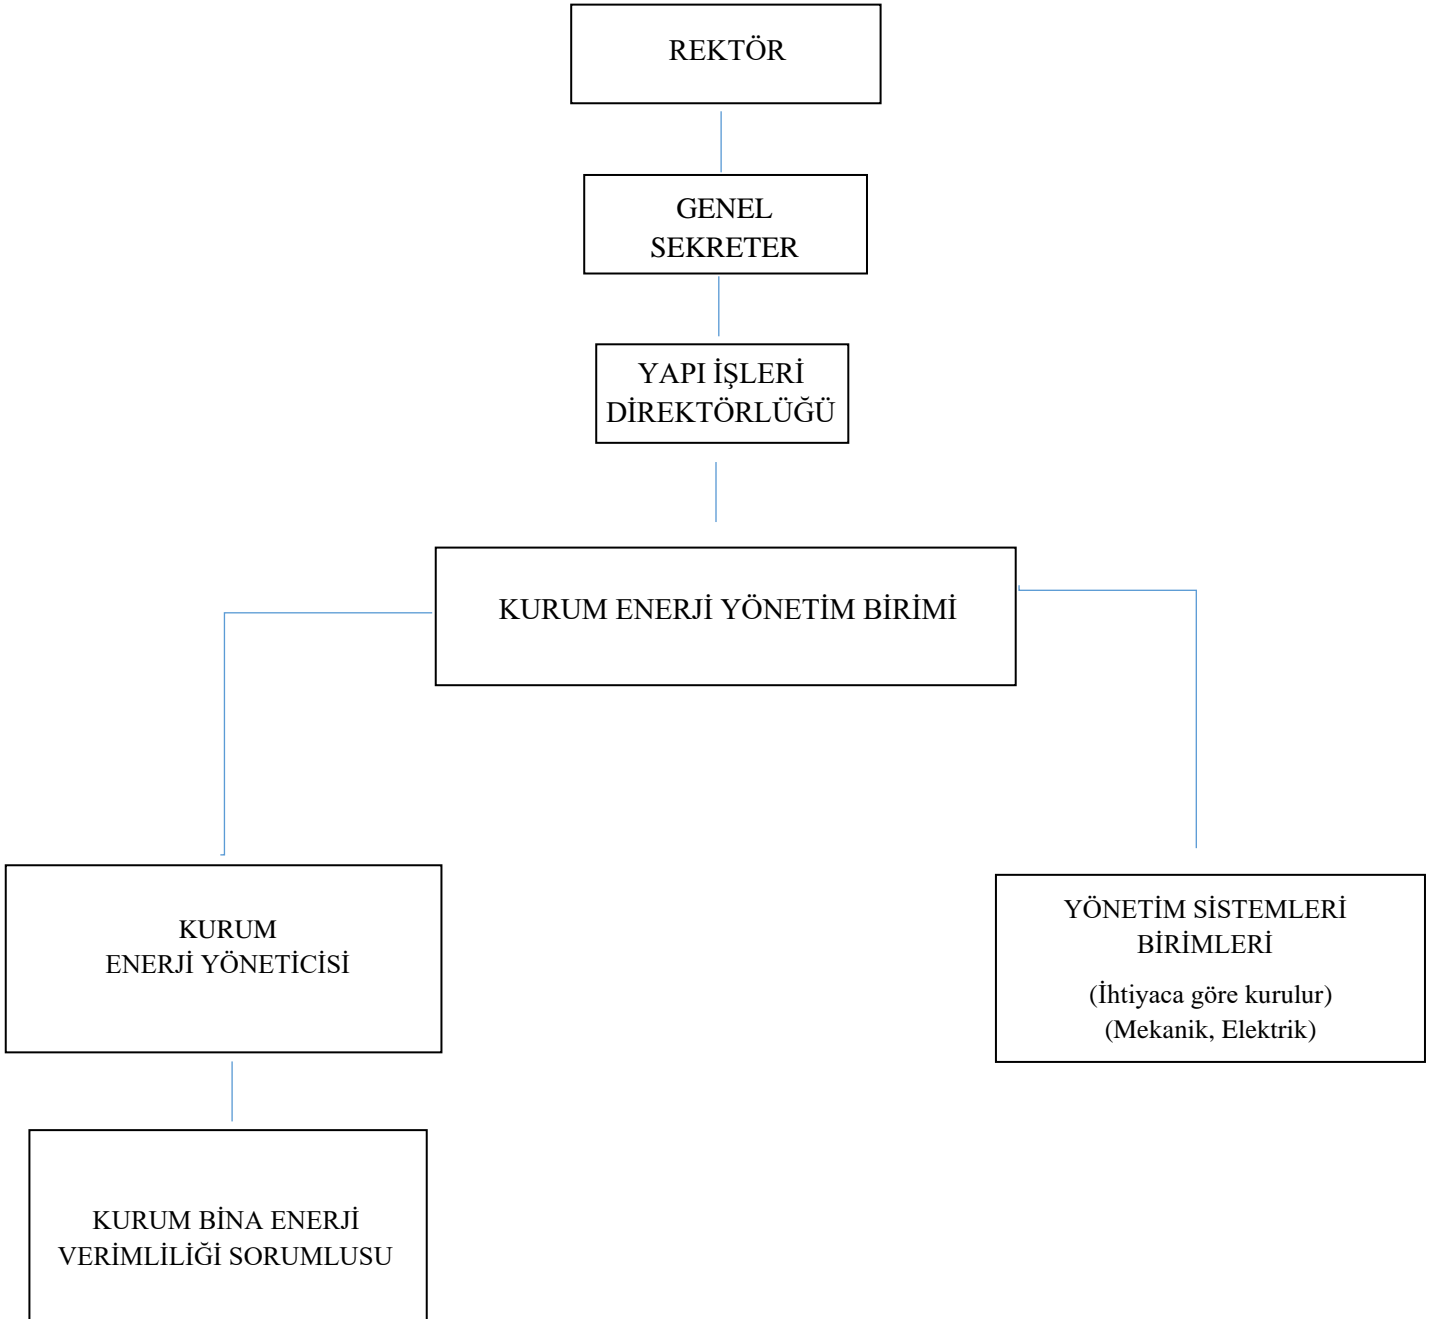 REKTÖR
GENEL
SEKRETER
YAPI İŞLERİ
DİREKTÖRLÜĞÜ
KURUM ENERJİ YÖNETİM BİRİMİ
KURUM
ENERJİ YÖNETİCİSİ
YÖNETİM SİSTEMLERİ
BİRİMLERİ
(İhtiyaca göre kurulur)
(Mekanik, Elektrik)
KURUM BİNA ENERJİ
VERİMLİLİĞİ SORUMLUSU